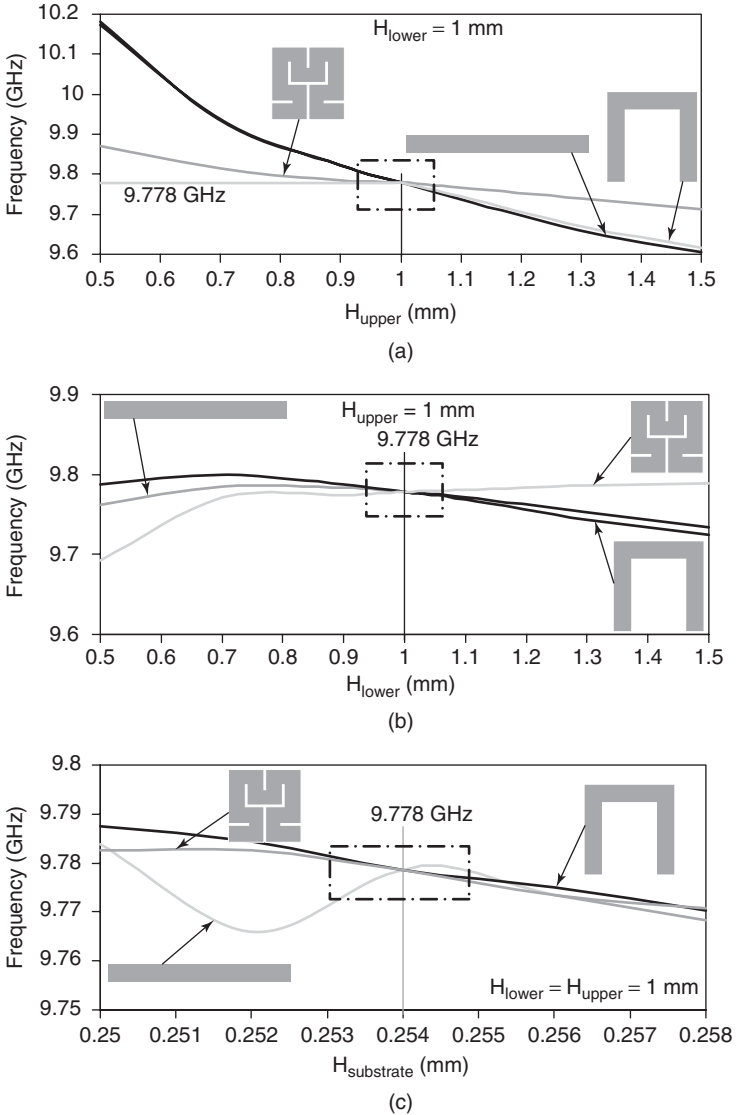 10.2
10.1
10
9.9
9.8
9.7
9.6
Frequency (GHz)
H_lower = 1 mm
9.778 GHz
0.5 0.6 0.7 0.8 0.9 1 1.1 1.2 1.3 1.4 1.5
H_upper (mm)
(a)
9.9
9.8
9.7
9.6
Frequency (GHz)
H_upper = 1 mm
9.778 GHz
0.5 0.6 0.7 0.8 0.9 1 1.1 1.2 1.3 1.4 1.5
H_lower (mm)
(b)
9.8
9.79
9.78
9.77
9.76
9.75
Frequency (GHz)
9.778 GHz
H_lower = H_upper = 1 mm
0.25 0.251 0.252 0.253 0.254 0.255 0.256 0.257 0.258
H_substrate (mm)
(c)